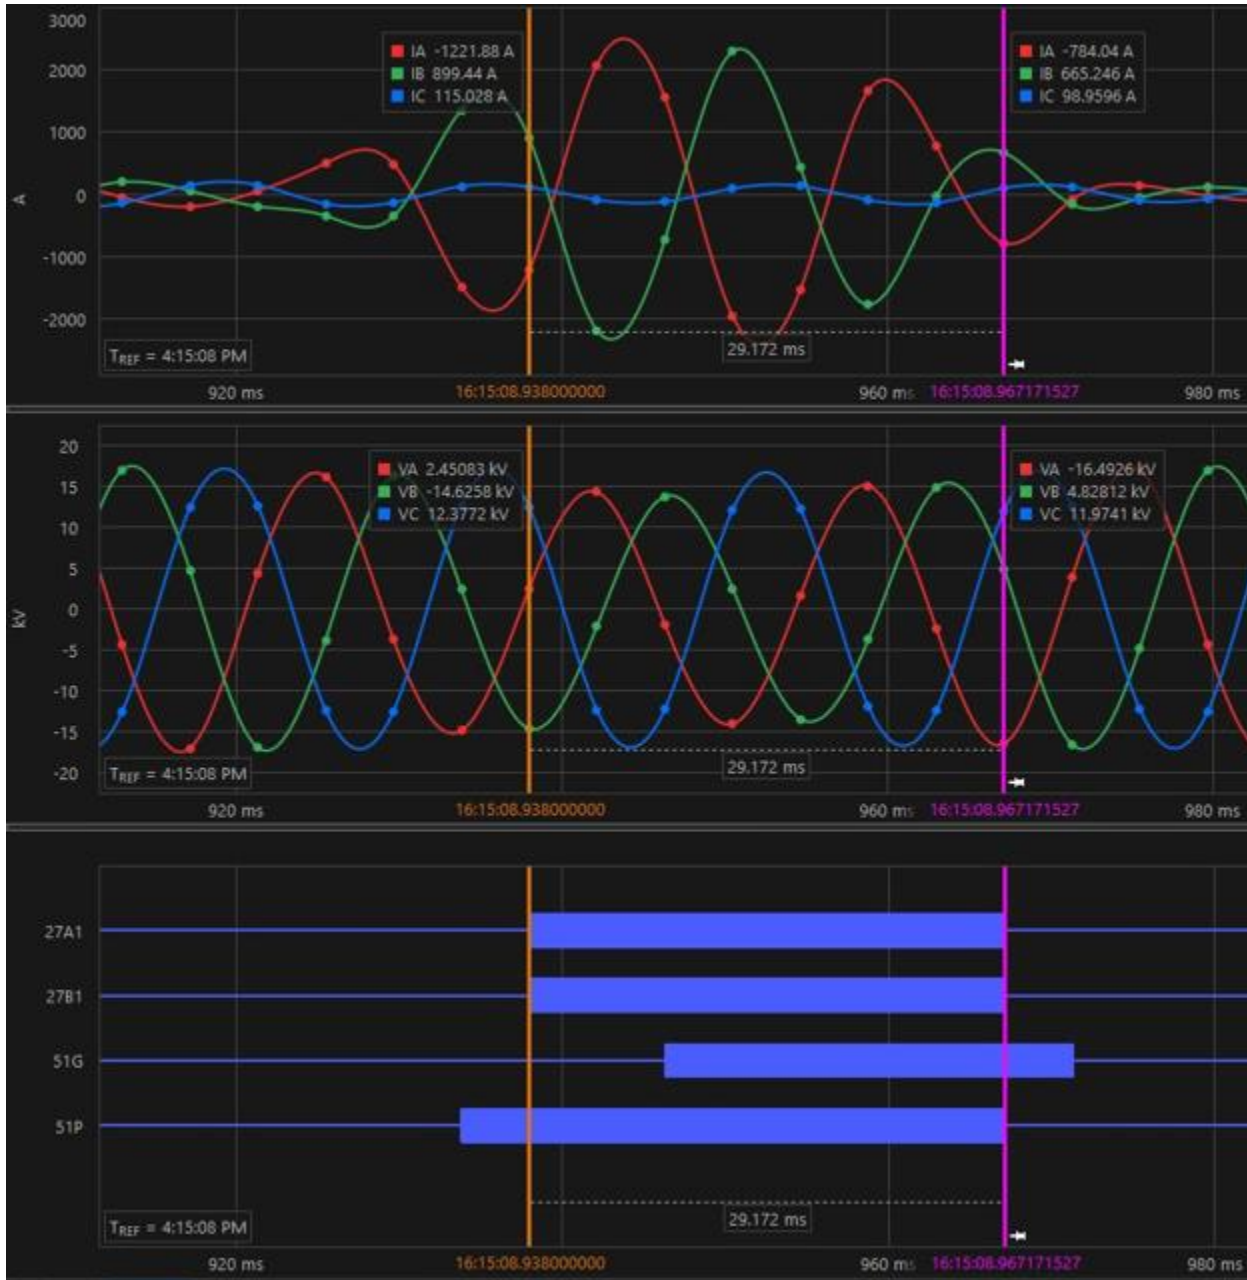 3000
2000
1000
0
-1000
-2000
A
IA -1221.88 A
IB 899.44 A
IC 115.028 A
IA -784.04 A
IB 665.246 A
IC 98.9596 A
29.172 ms
TREF = 4:15:08 PM
920 ms
16:15:08.938000000
960 ms
16:15:08.967171527
980 ms
20
15
10
5
0
-5
-10
-15
-20
kV
VA 2.45083 kV
VB -14.6258 kV
VC 12.3772 kV
VA -16.4926 kV
VB 4.82812 kV
VC 11.9741 kV
29.172 ms
TREF = 4:15:08 PM
920 ms
16:15:08.938000000
960 ms
16:15:08.967171527
980 ms
27A1
27B1
51G
51P
29.172 ms
TREF = 4:15:08 PM
920 ms
16:15:08.938000000
960 ms
16:15:08.967171527
980 ms